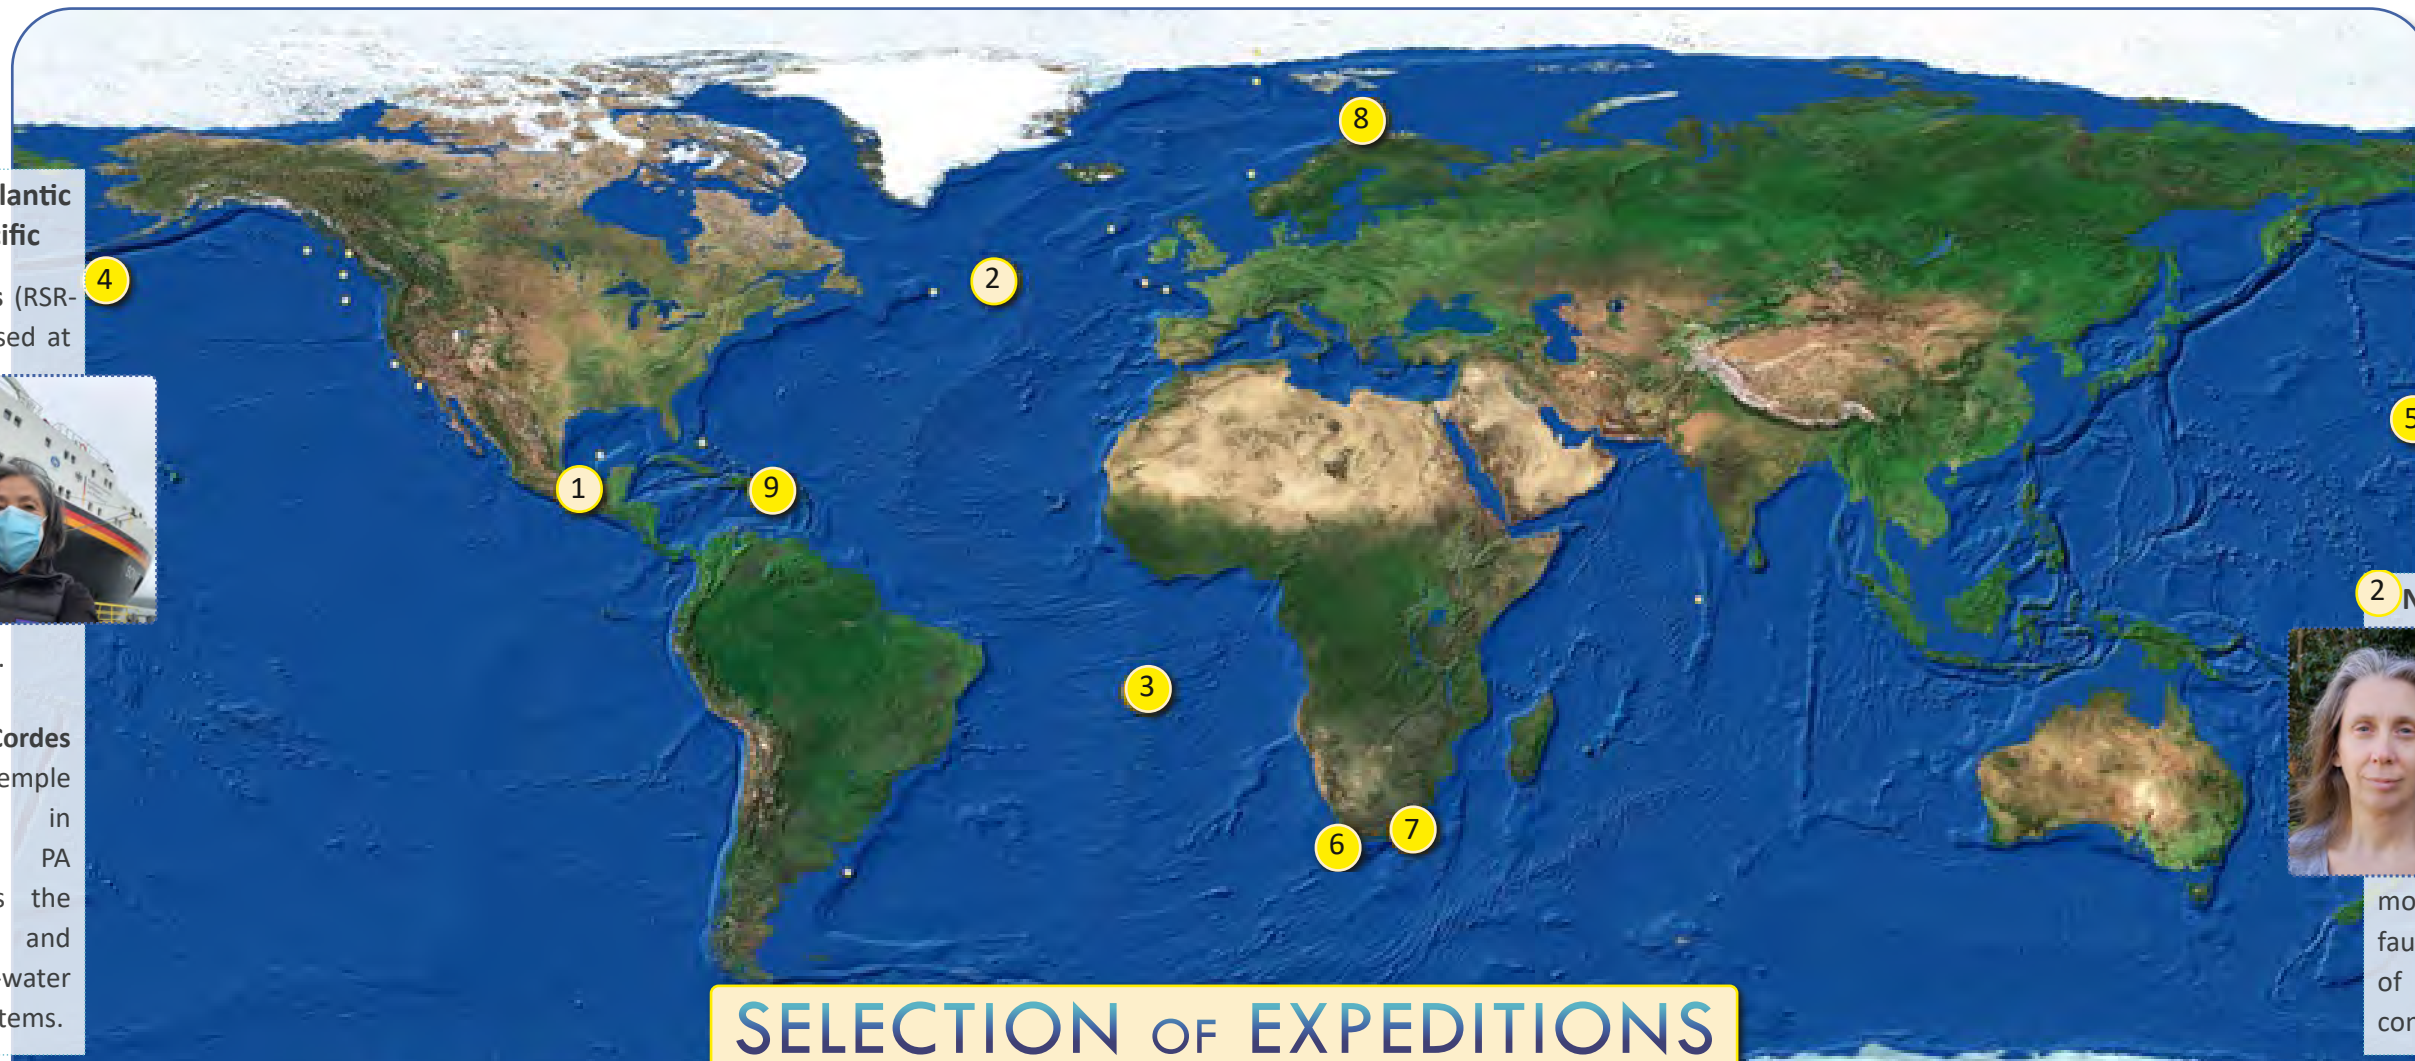 lantic
ific
s (RSR-
sed at
.
Cordes
emple
in
PA
s the
and
water
tems.
8
4
2
5
1
9
3
6
7
2 N
mo
fau
of
con
SELECTION OF EXPEDITIONS